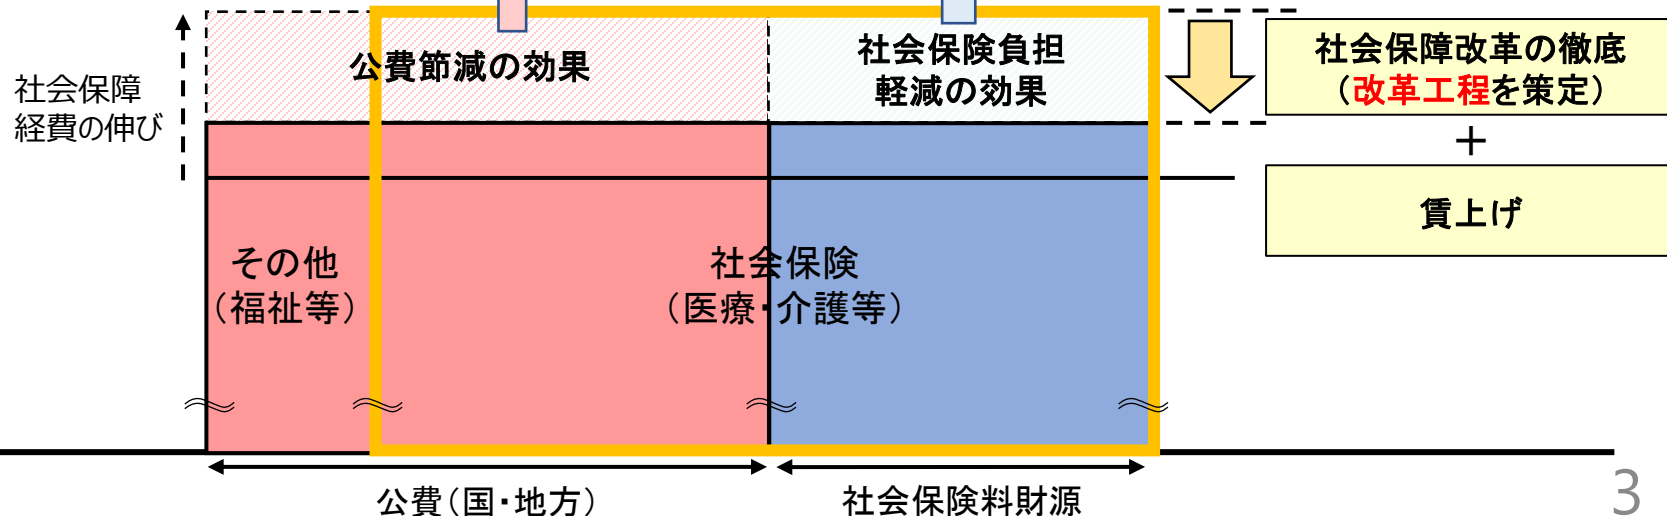 公費節減の効果
社会保険負担
軽減の効果
社会保障改革の徹底
（改革工程を策定）
社会保障
経費の伸び
＋
賃上げ
その他
（福祉等）
社会保険
（医療・介護等）
公費（国・地方）
社会保険料財源
3